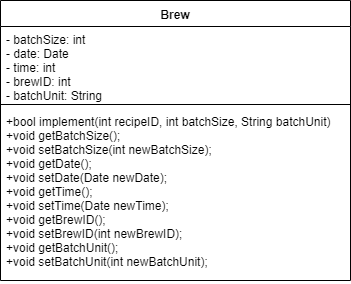 Brew
- batchSize: int
- date: Date
- time: int
- brewID: int
- batchUnit: String
+bool implement(int recipeID, int batchSize, String batchUnit)
+void getBatchSize();
+void setBatchSize(int newBatchSize);
+void getDate();
+void setDate(Date newDate);
+void getTime();
+void setTime(Date newTime);
+void getBrewID();
+void setBrewID(int newBrewID);
+void getBatchUnit();
+void setBatchUnit(int newBatchUnit);